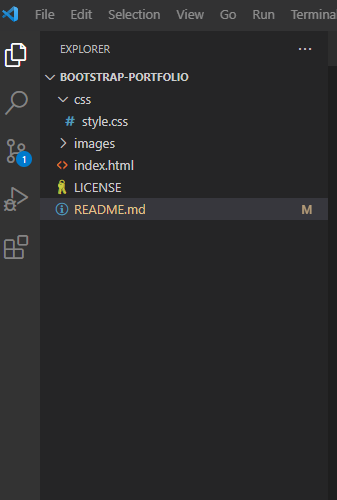 File Edit Selection View Go Run Terminal
EXPLORER
BOOTSTRAP-PORTFOLIO
css
# style.css
images
<> index.html
LICENSE
README.md M
1